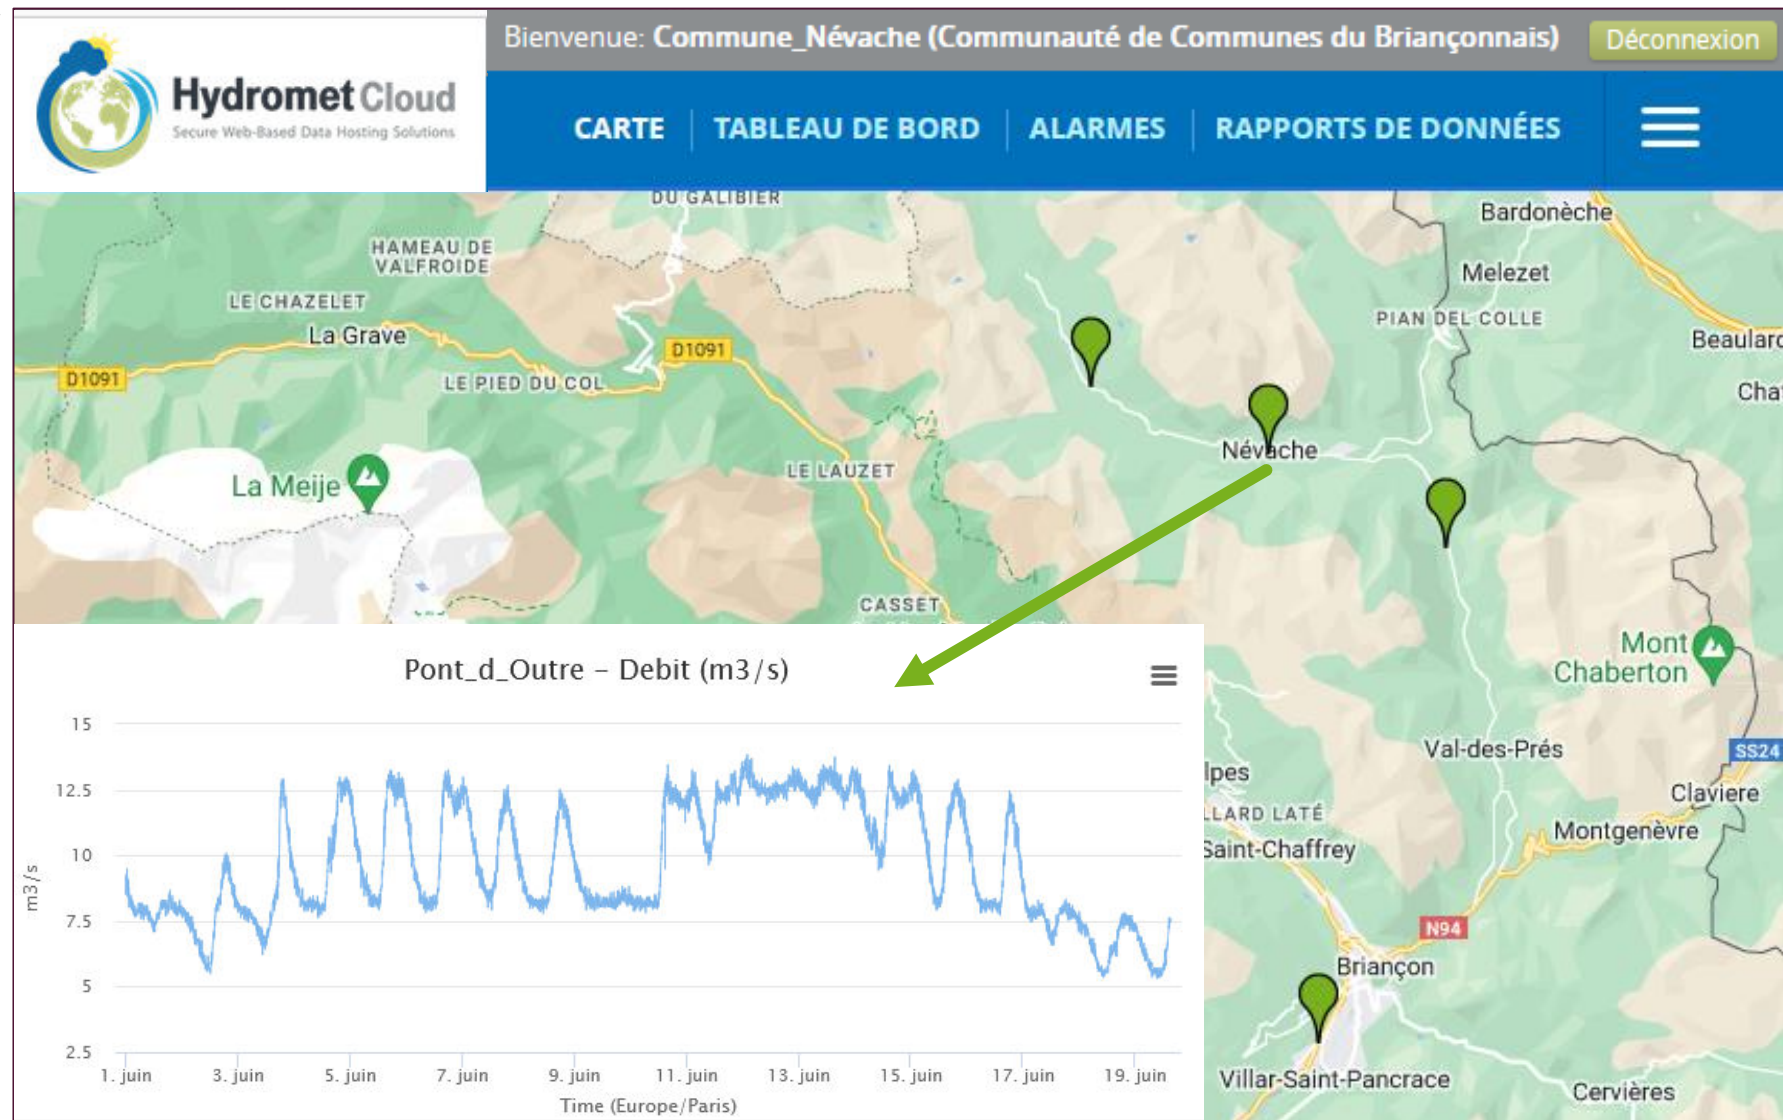 Bienvenue: Commune_Névache (Communauté de Communes du Briançonnais)
Déconnexion
Hydromet Cloud
Secure Web-Based Data Hosting Solutions
CARTE
TABLEAU DE BORD
ALARMES
RAPPORTS DE DONNÉES
DU GALIBIER
Bardonèche
HAMEAU DE
VALFROIDE
Melezet
LE CHAZELET
La Grave
PIAN DEL COLLE
Beaulard
D1091
D1091
LE PIED DU COL
Névache
LE LAUZET
La Meije
CASSET
Mont
Chaberton
Val-des-Prés
SS24
Claviere
LLARD LATÉ
Montgenèvre
Saint-Chaffrey
N94
Briançon
Villar-Saint-Pancrace
Cervières
Pont_d_Outre – Debit (m3/s)
15
12.5
10
7.5
5
2.5
m3/s
1. juin
3. juin
5. juin
7. juin
9. juin
11. juin
13. juin
15. juin
17. juin
19. juin
Time (Europe/Paris)